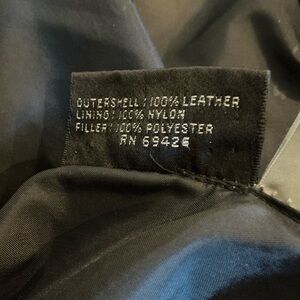 OUTERSHELL: 100% LEATHER
LINING: 100% NYLON
FILLER: 100% POLYESTER
RN 69426